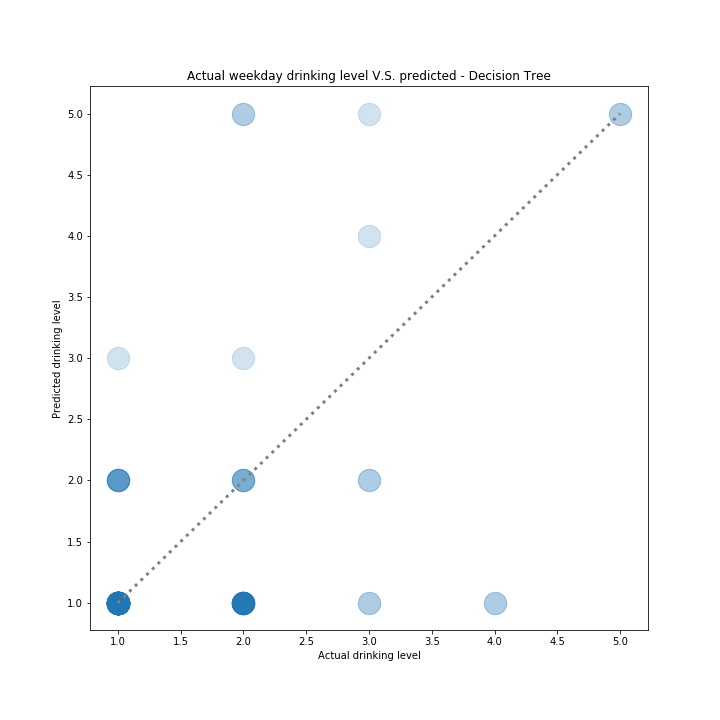 Actual weekday drinking level V.S. predicted - Decision Tree
5.0
4.5
4.0
3.5
3.0
2.5
2.0
1.5
1.0
Predicted drinking level
1.0 1.5 2.0 2.5 3.0 3.5 4.0 4.5 5.0
Actual drinking level